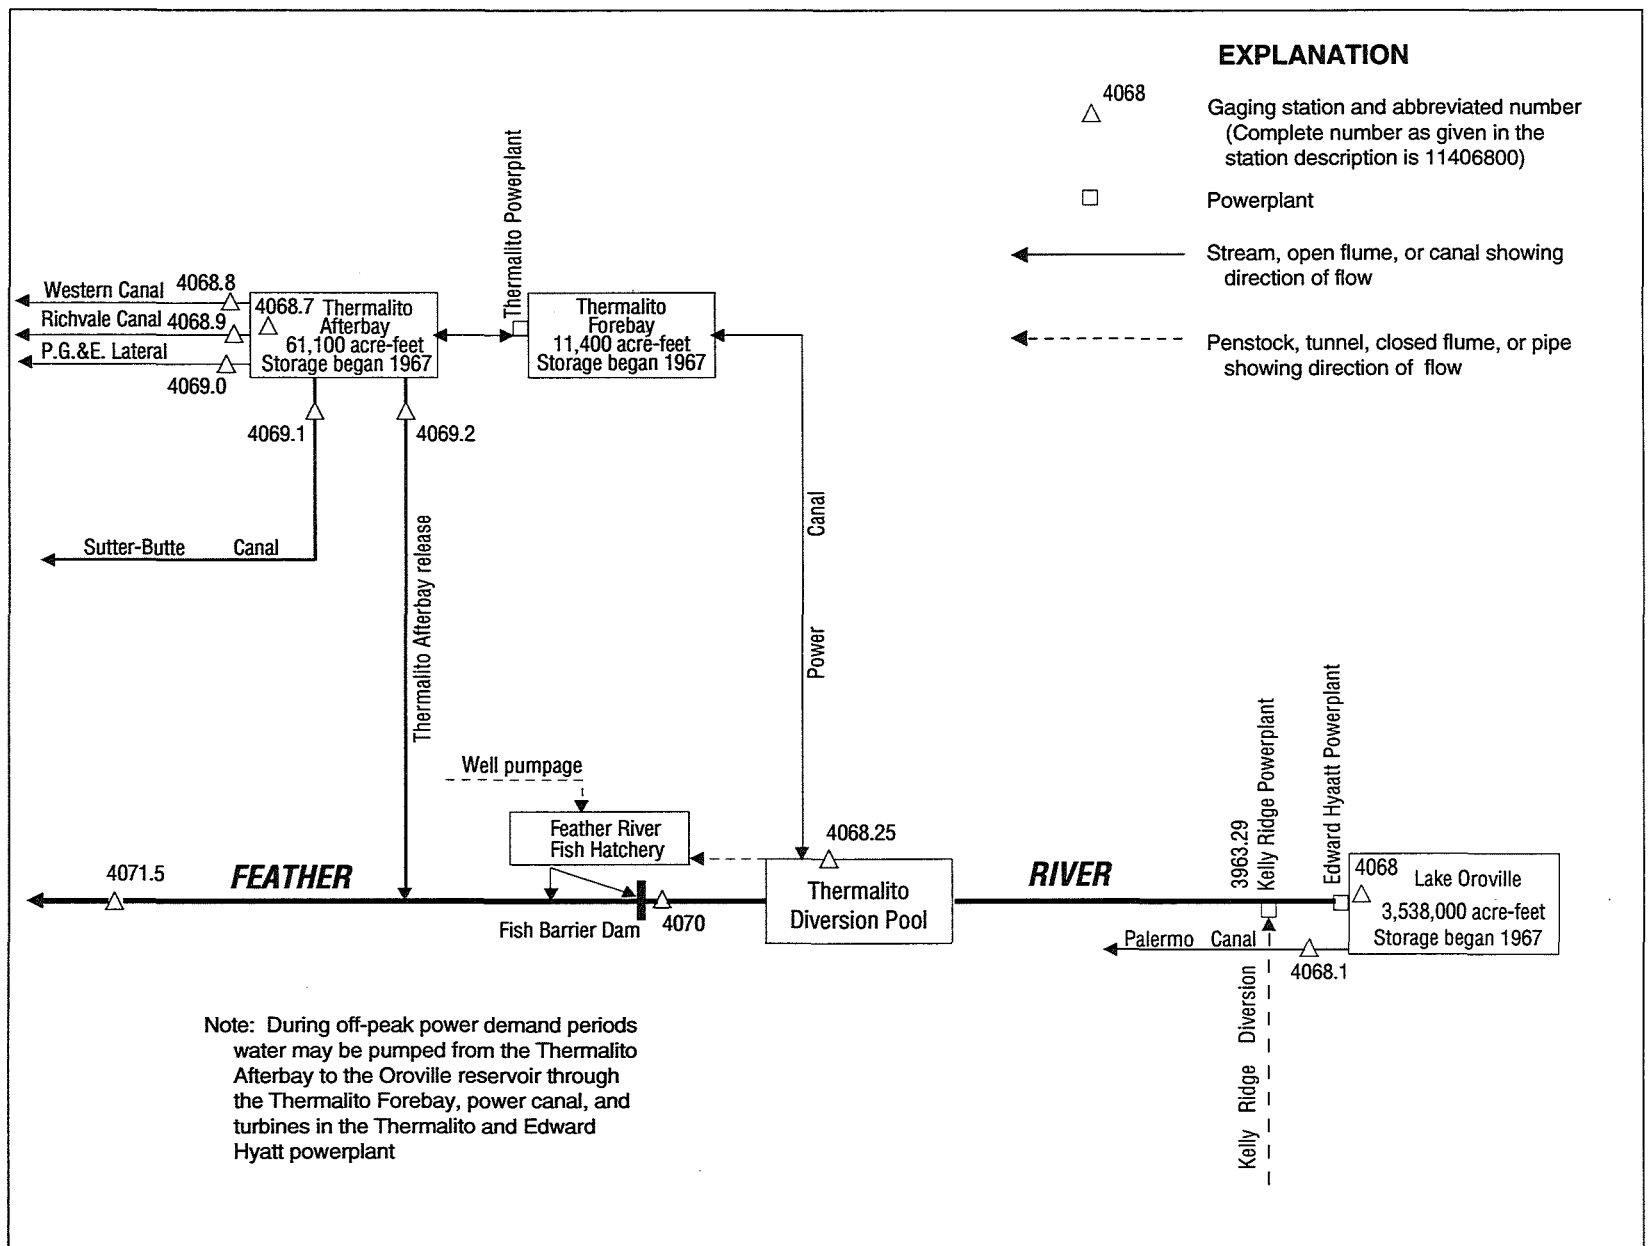 EXPLANATION
4068
Gaging station and abbreviated number
(Complete number as given in the
station description is 11406800)
Powerplant
Stream, open flume, or canal showing
direction of flow
Penstock, tunnel, closed flume, or pipe
showing direction of flow
Thermalito Powerplant
Western Canal
4068.8
Richvale Canal
4068.9
P.G.&E. Lateral
4069.0
4068.7
Thermalito
Afterbay
61,100 acre-feet
Storage began 1967
Thermalito
Forebay
11,400 acre-feet
Storage began 1967
4069.1
4069.2
Sutter-Butte Canal
Thermalito Afterbay release
Power Canal
Well pumpage
Feather River
Fish Hatchery
4068.25
4071.5
FEATHER
Fish Barrier Dam
4070
Thermalito
Diversion Pool
RIVER
3963.29
Kelly Ridge Powerplant
Edward Hyaatt Powerplant
4068
Lake Oroville
3,538,000 acre-feet
Storage began 1967
Palermo Canal
4068.1
Kelly Ridge Diversion
Note: During off-peak power demand periods
water may be pumped from the Thermalito
Afterbay to the Oroville reservoir through
the Thermalito Forebay, power canal, and
turbines in the Thermalito and Edward
Hyatt powerplant